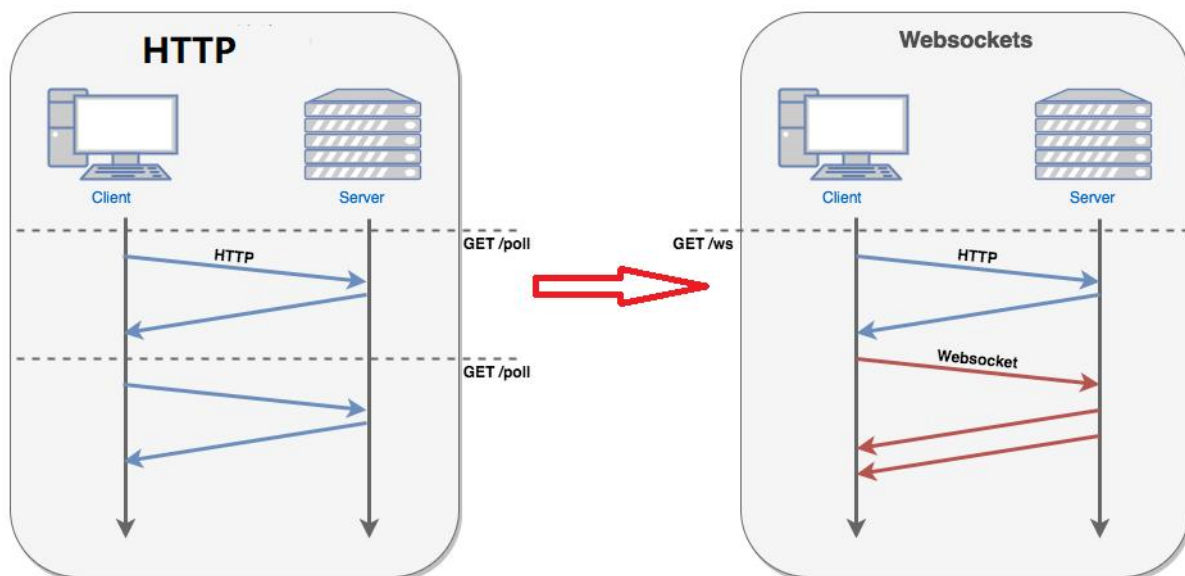 HTTP
Client
Server
GET /poll
HTTP
GET /poll
Websockets
Client
Server
GET /ws
HTTP
Websocket